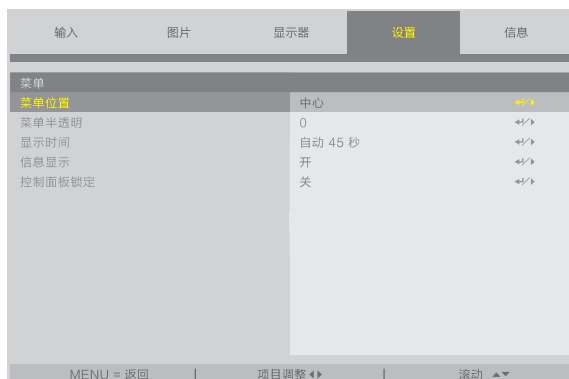 输入 图片 显示器 设置 信息
菜单
菜单位置 中心
菜单半透明 0
显示时间 自动 45 秒
信息显示 开
控制面板锁定 关
MENU = 返回 | 项目调整 | 滚动